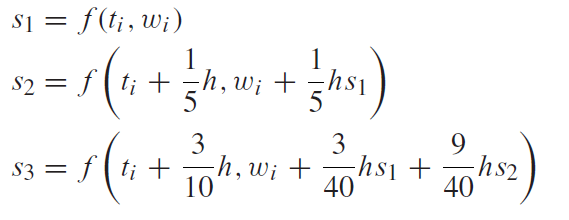 s₁ = f(tᵢ, wᵢ)
s₂ = f(tᵢ + 1/5 h, wᵢ + 1/5 hs₁)
s₃ = f(tᵢ + 3/10 h, wᵢ + 3/40 hs₁ + 9/40 hs₂)